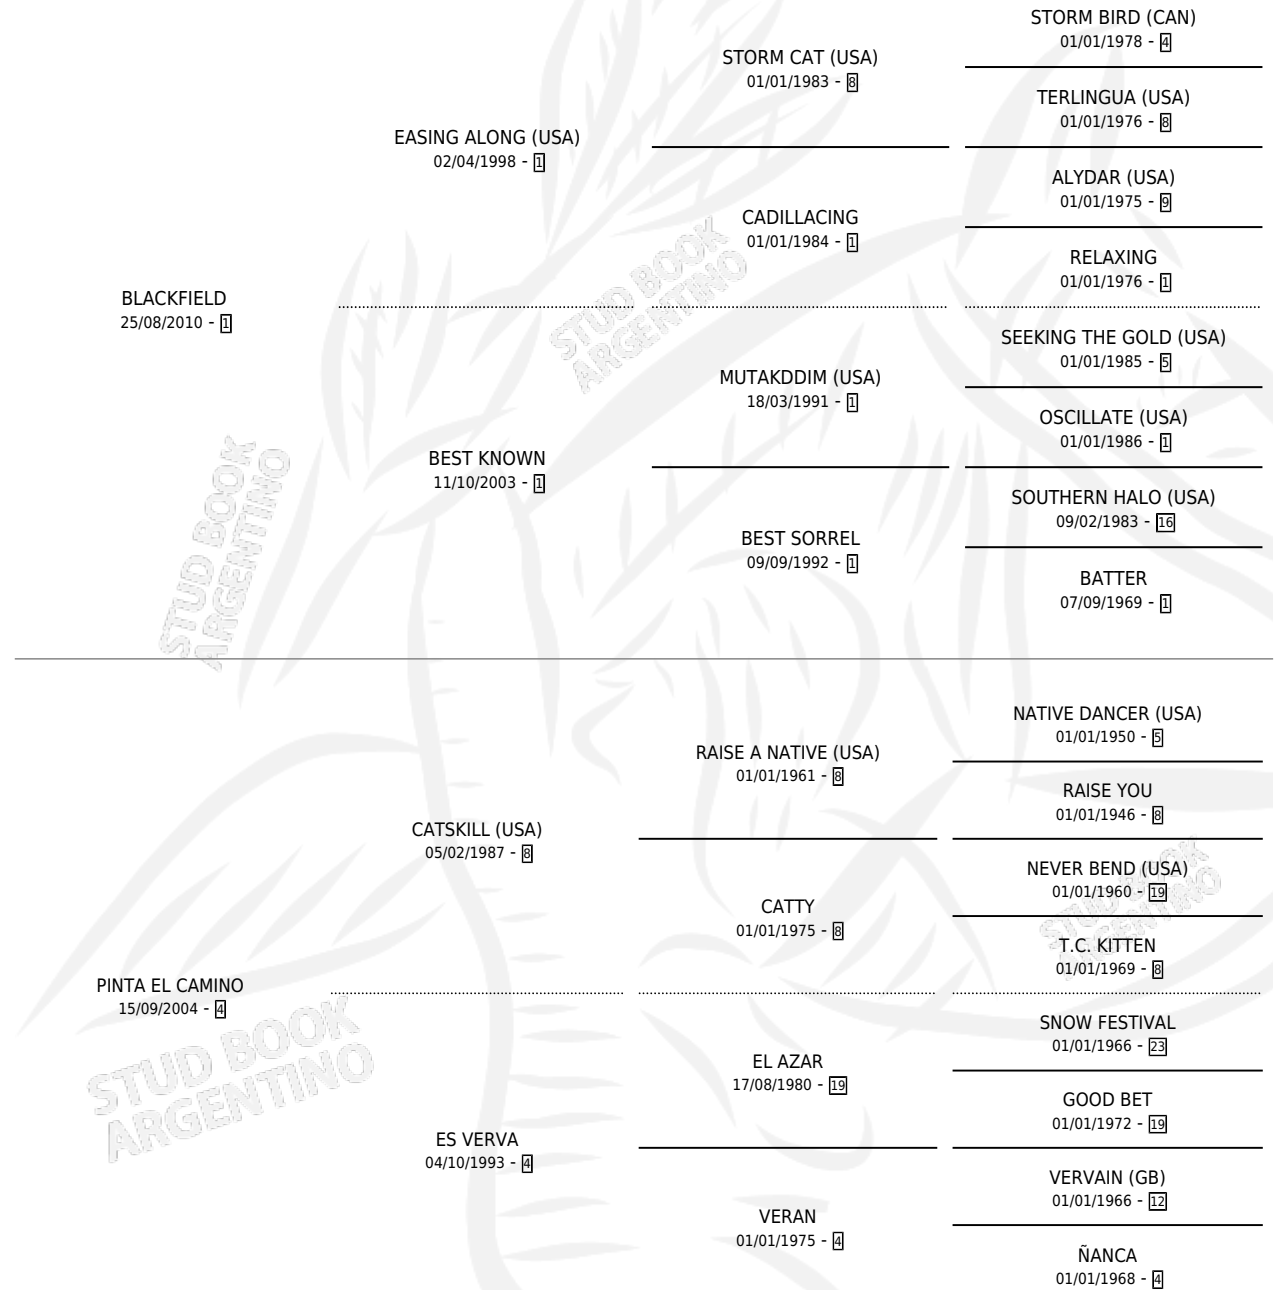 STORM BIRD (CAN)
01/01/1978 - 4
STORM CAT (USA)
01/01/1983 - 8
TERLINGUA (USA)
01/01/1976 - 8
EASING ALONG (USA)
02/04/1998 - 1
ALYDAR (USA)
01/01/1975 - 9
CADILLACING
01/01/1984 - 1
RELAXING
01/01/1976 - 1
BLACKFIELD
25/08/2010 - 1
SEEKING THE GOLD (USA)
01/01/1985 - 5
MUTAKDDIM (USA)
18/03/1991 - 1
OSCILLATE (USA)
01/01/1986 - 1
BEST KNOWN
11/10/2003 - 1
SOUTHERN HALO (USA)
09/02/1983 - 16
BEST SORREL
09/09/1992 - 1
BATTER
07/09/1969 - 1
STUD BOOK
ARGENTINO
STUD BOOK
ARGENTINO
NATIVE DANCER (USA)
01/01/1950 - 5
RAISE A NATIVE (USA)
01/01/1961 - 8
RAISE YOU
01/01/1946 - 8
CATSKILL (USA)
05/02/1987 - 8
NEVER BEND (USA)
01/01/1960 - 19
CATTY
01/01/1975 - 8
T.C. KITTEN
01/01/1969 - 8
PINTA EL CAMINO
15/09/2004 - 4
SNOW FESTIVAL
01/01/1966 - 23
EL AZAR
17/08/1980 - 19
GOOD BET
01/01/1972 - 19
ES VERVA
04/10/1993 - 4
VERVAIN (GB)
01/01/1966 - 12
VERAN
01/01/1975 - 4
ÑANCA
01/01/1968 - 4
STUD BOOK
ARGENTINO
STUD BOOK
ARGENTINO